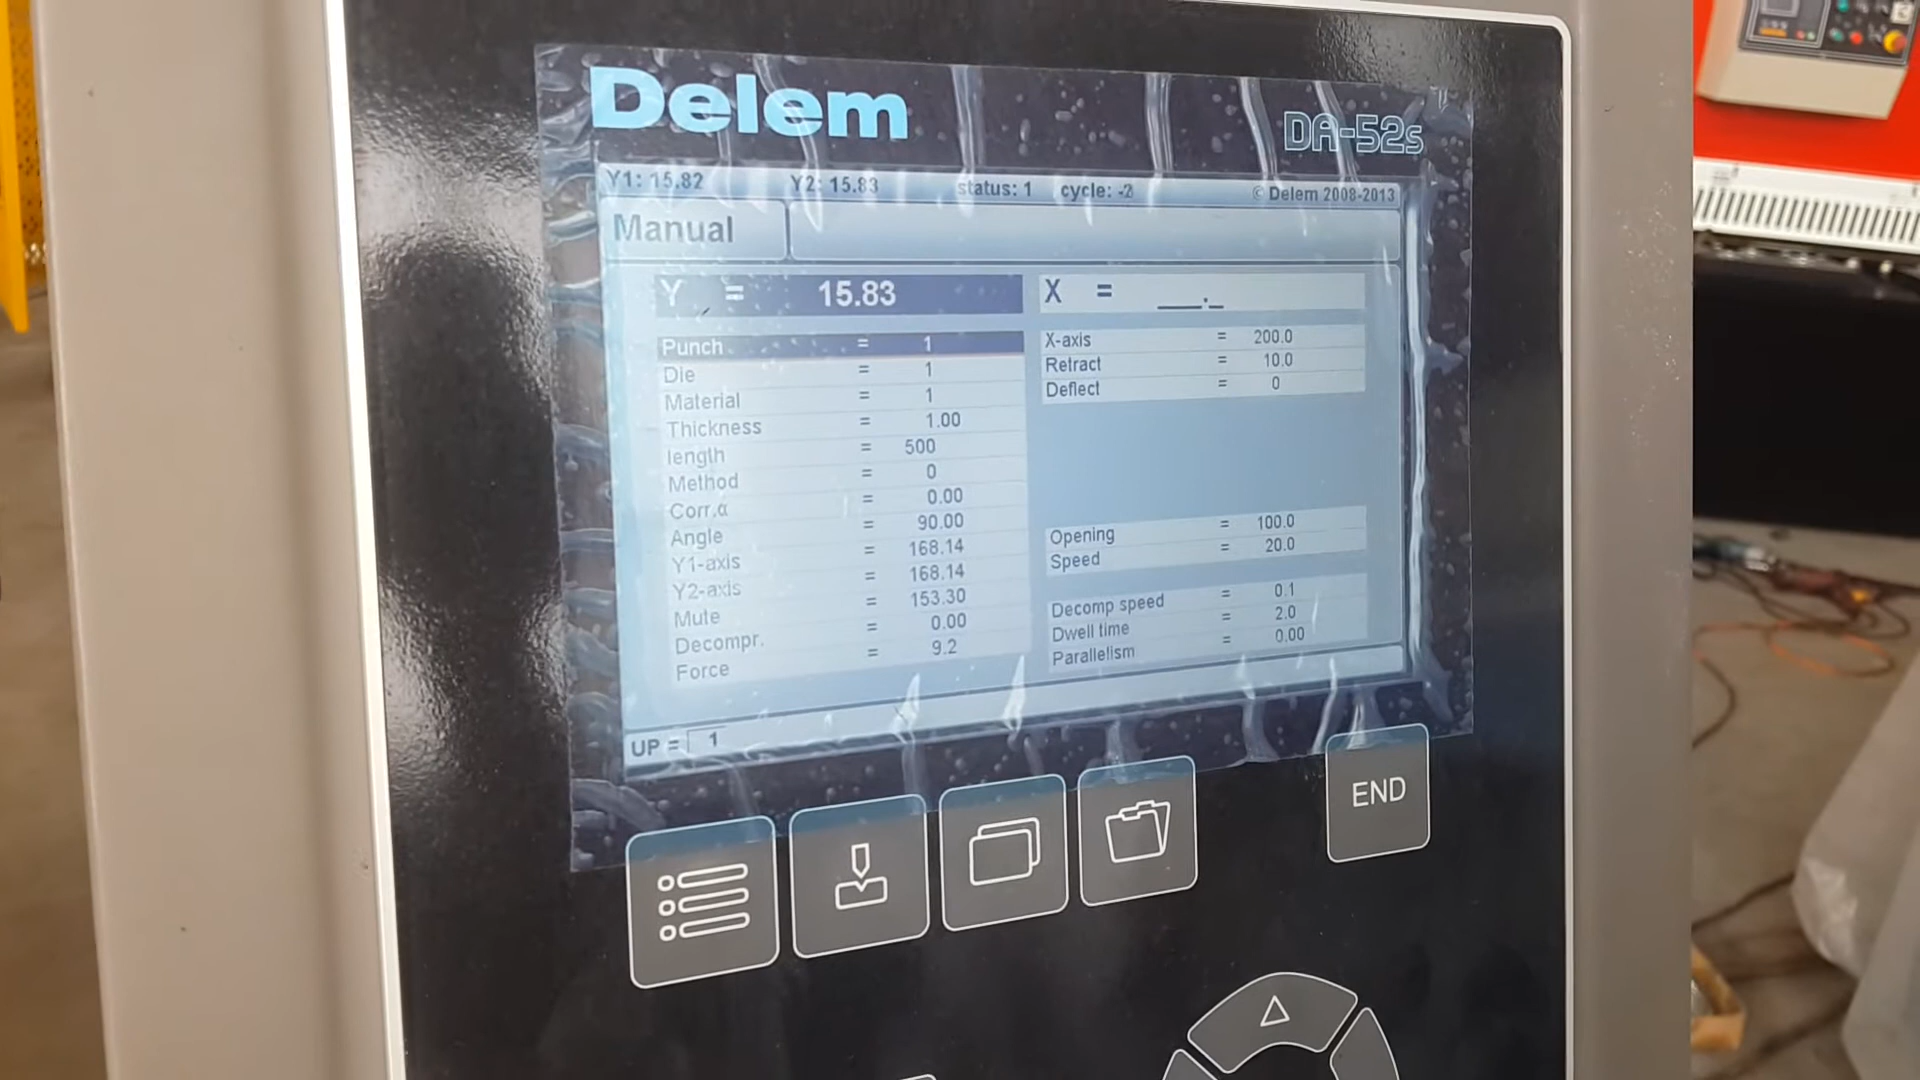 Delem
DA-52s
Y1: 15.82 Y2: 15.83 status: 1 cycle: -2 © Delem 2008-2013
Manual
Y = 15.83
X = ___._
Punch = 1
Die = 1
Material = 1
Thickness = 1.00
length = 500
Method = 0
Corr.α = 0.00
Angle = 90.00
Y1-axis = 168.14
Y2-axis = 168.14
Mute = 153.30
Decompr. = 0.00
Force = 9.2
X-axis = 200.0
Retract = 10.0
Deflect = 0
Opening = 100.0
Speed = 20.0
Decomp speed = 0.1
Dwell time = 2.0
Parallelism = 0.00
UP = 1
END